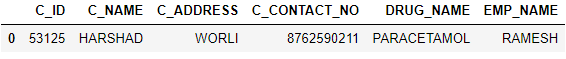 C_ID C_NAME C_ADDRESS C_CONTACT_NO DRUG_NAME EMP_NAME
0 53125 HARSHAD WORLI 8762590211 PARACETAMOL RAMESH